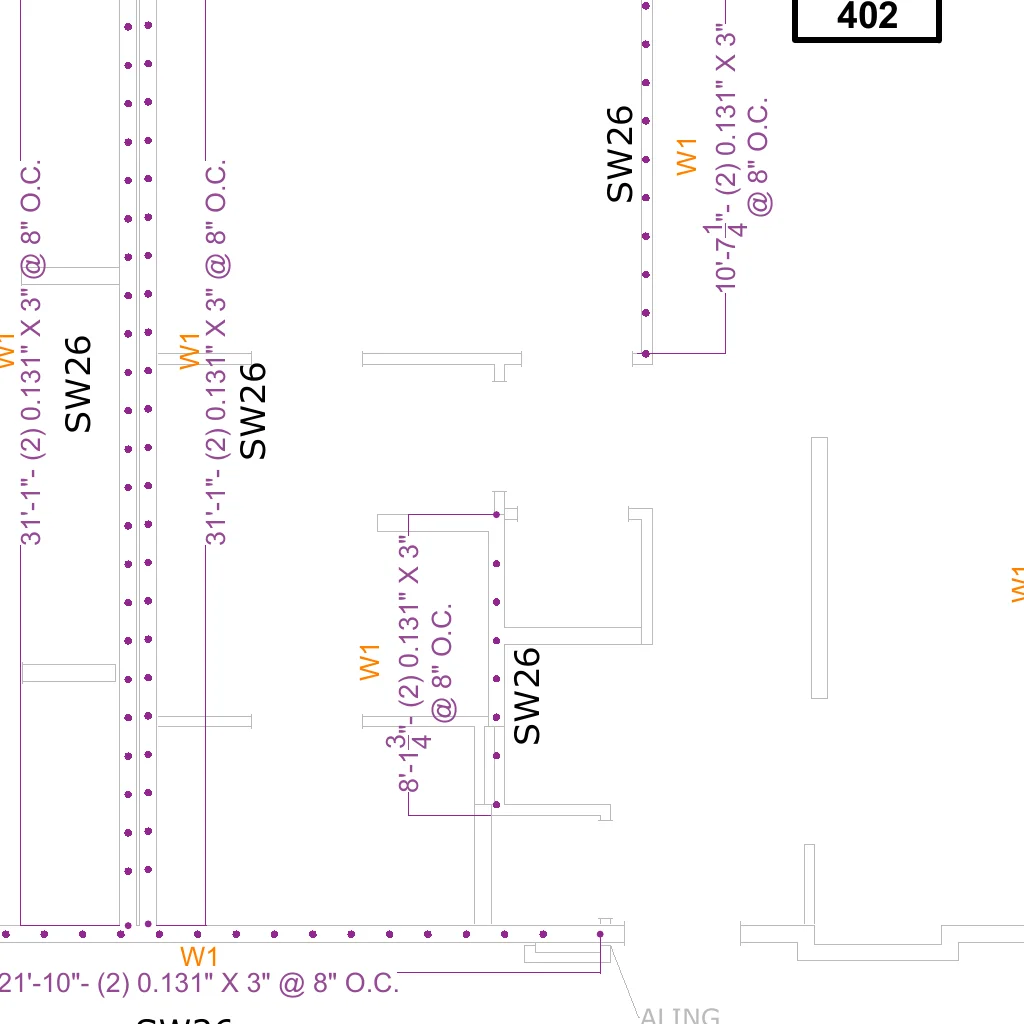 402
10'-7 1/4"- (2) 0.131" X 3"
@ 8" O.C.
W1
SW26
W1
31'-1"- (2) 0.131" X 3" @ 8" O.C.
SW26
W1
31'-1"- (2) 0.131" X 3" @ 8" O.C.
SW26
W1
8'-1 3/4"- (2) 0.131" X 3"
@ 8" O.C.
SW26
W1
W1
21'-10"- (2) 0.131" X 3" @ 8" O.C.
SW26
ALING